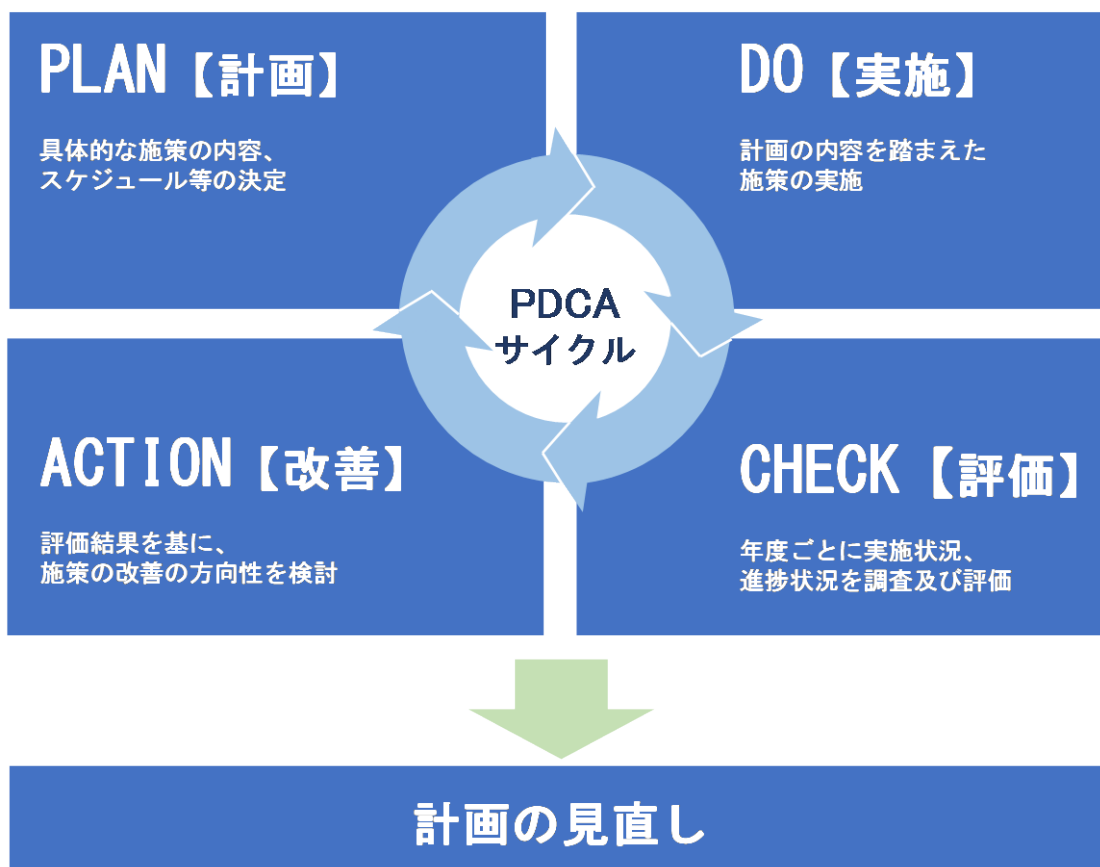 PLAN【計画】
具体的な施策の内容、
スケジュール等の決定
DO【実施】
計画の内容を踏まえた
施策の実施
PDCA
サイクル
ACTION【改善】
評価結果を基に、
施策の改善の方向性を検討
CHECK【評価】
年度ごとに実施状況、
進捗状況を調査及び評価
計画の見直し